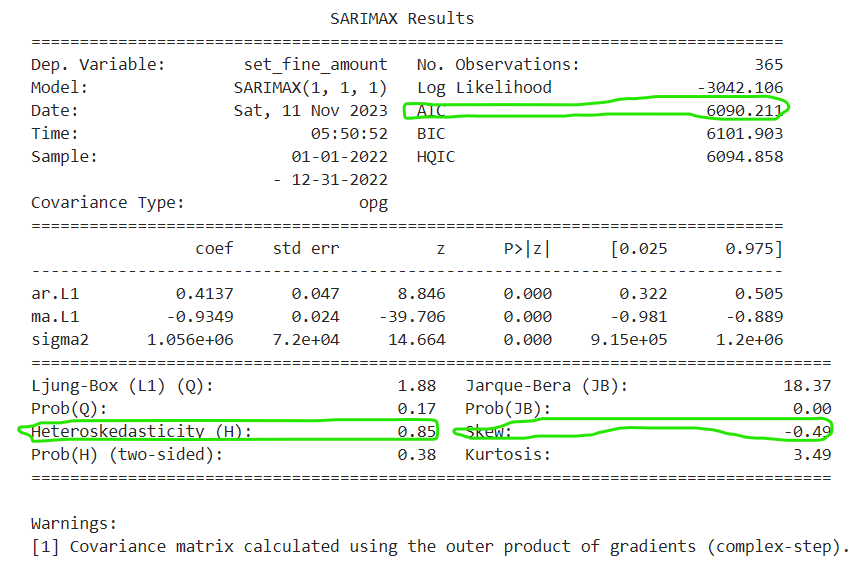 SARIMAX Results
==============================================================================
Dep. Variable: set_fine_amount No. Observations: 365
Model: SARIMAX(1, 1, 1) Log Likelihood -3042.106
Date: Sat, 11 Nov 2023 AIC 6090.211
Time: 05:50:52 BIC 6101.903
Sample: 01-01-2022 HQIC 6094.858
- 12-31-2022
Covariance Type: opg
==============================================================================
coef std err z P>|z| [0.025 0.975]
------------------------------------------------------------------------------
ar.L1 0.4137 0.047 8.846 0.000 0.322 0.505
ma.L1 -0.9349 0.024 -39.706 0.000 -0.981 -0.889
sigma2 1.056e+06 7.2e+04 14.664 0.000 9.15e+05 1.2e+06
===================================================================================
Ljung-Box (L1) (Q): 1.88 Jarque-Bera (JB): 18.37
Prob(Q): 0.17 Prob(JB): 0.00
Heteroskedasticity (H): 0.85 Skew: -0.49
Prob(H) (two-sided): 0.38 Kurtosis: 3.49
===================================================================================
Warnings:
[1] Covariance matrix calculated using the outer product of gradients (complex-step).